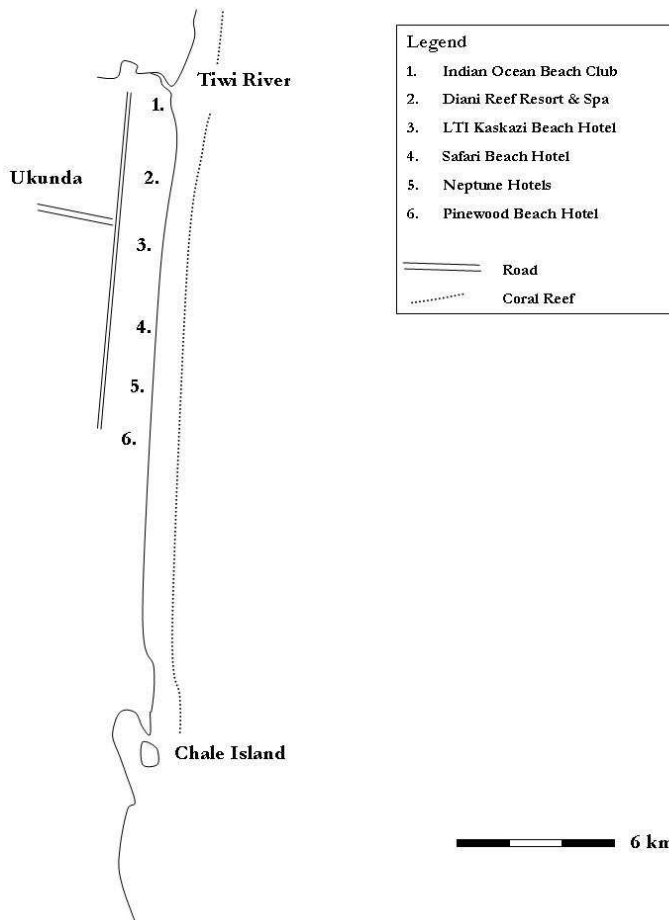 Tiwi River
1.
Ukunda
2.
3.
4.
5.
6.
Chale Island
Legend
1. Indian Ocean Beach Club
2. Diani Reef Resort & Spa
3. LTI Kaskazi Beach Hotel
4. Safari Beach Hotel
5. Neptune Hotels
6. Pinewood Beach Hotel
Road
Coral Reef
6 km